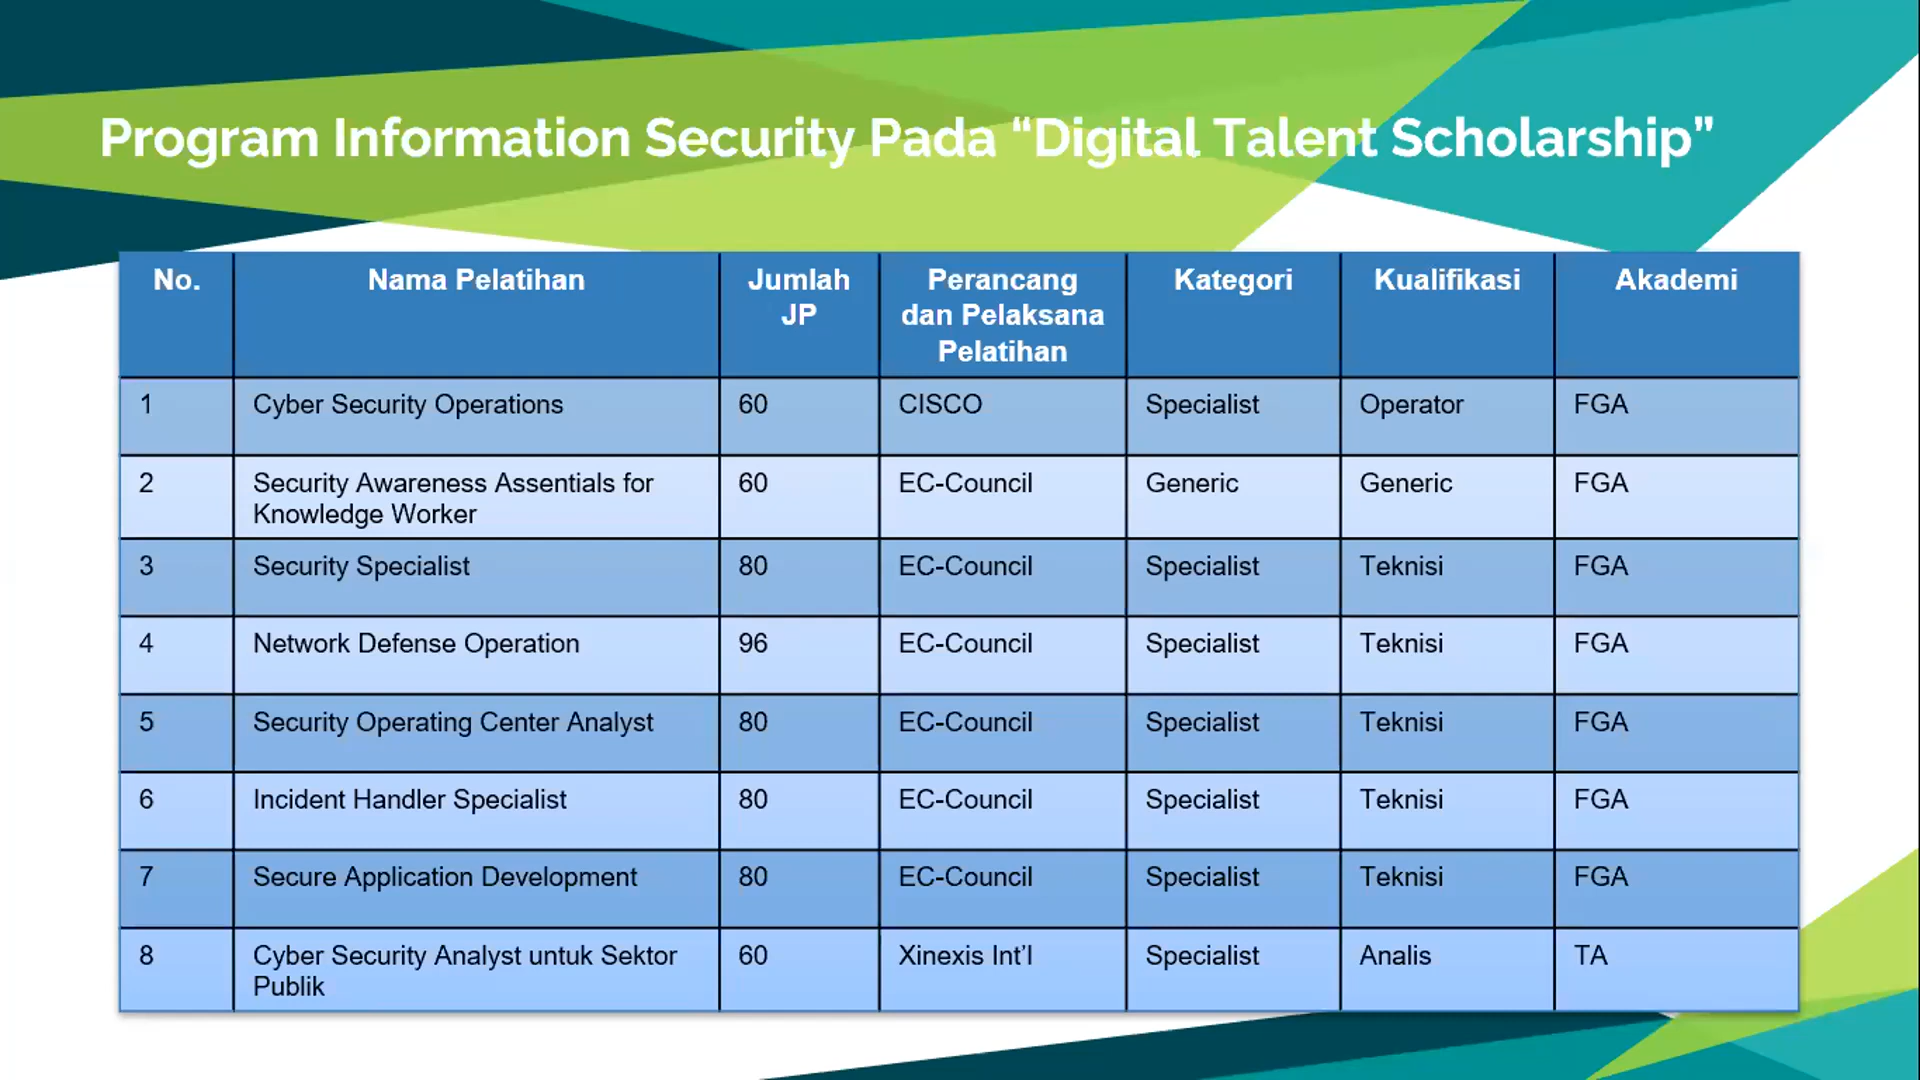 Program Information Security Pada “Digital Talent Scholarship”
No. Nama Pelatihan Jumlah JP Perancang dan Pelaksana Pelatihan Kategori Kualifikasi Akademi
1 Cyber Security Operations 60 CISCO Specialist Operator FGA
2 Security Awareness Assentials for Knowledge Worker 60 EC-Council Generic Generic FGA
3 Security Specialist 80 EC-Council Specialist Teknisi FGA
4 Network Defense Operation 96 EC-Council Specialist Teknisi FGA
5 Security Operating Center Analyst 80 EC-Council Specialist Teknisi FGA
6 Incident Handler Specialist 80 EC-Council Specialist Teknisi FGA
7 Secure Application Development 80 EC-Council Specialist Teknisi FGA
8 Cyber Security Analyst untuk Sektor Publik 60 Xinexis Int’l Specialist Analis TA